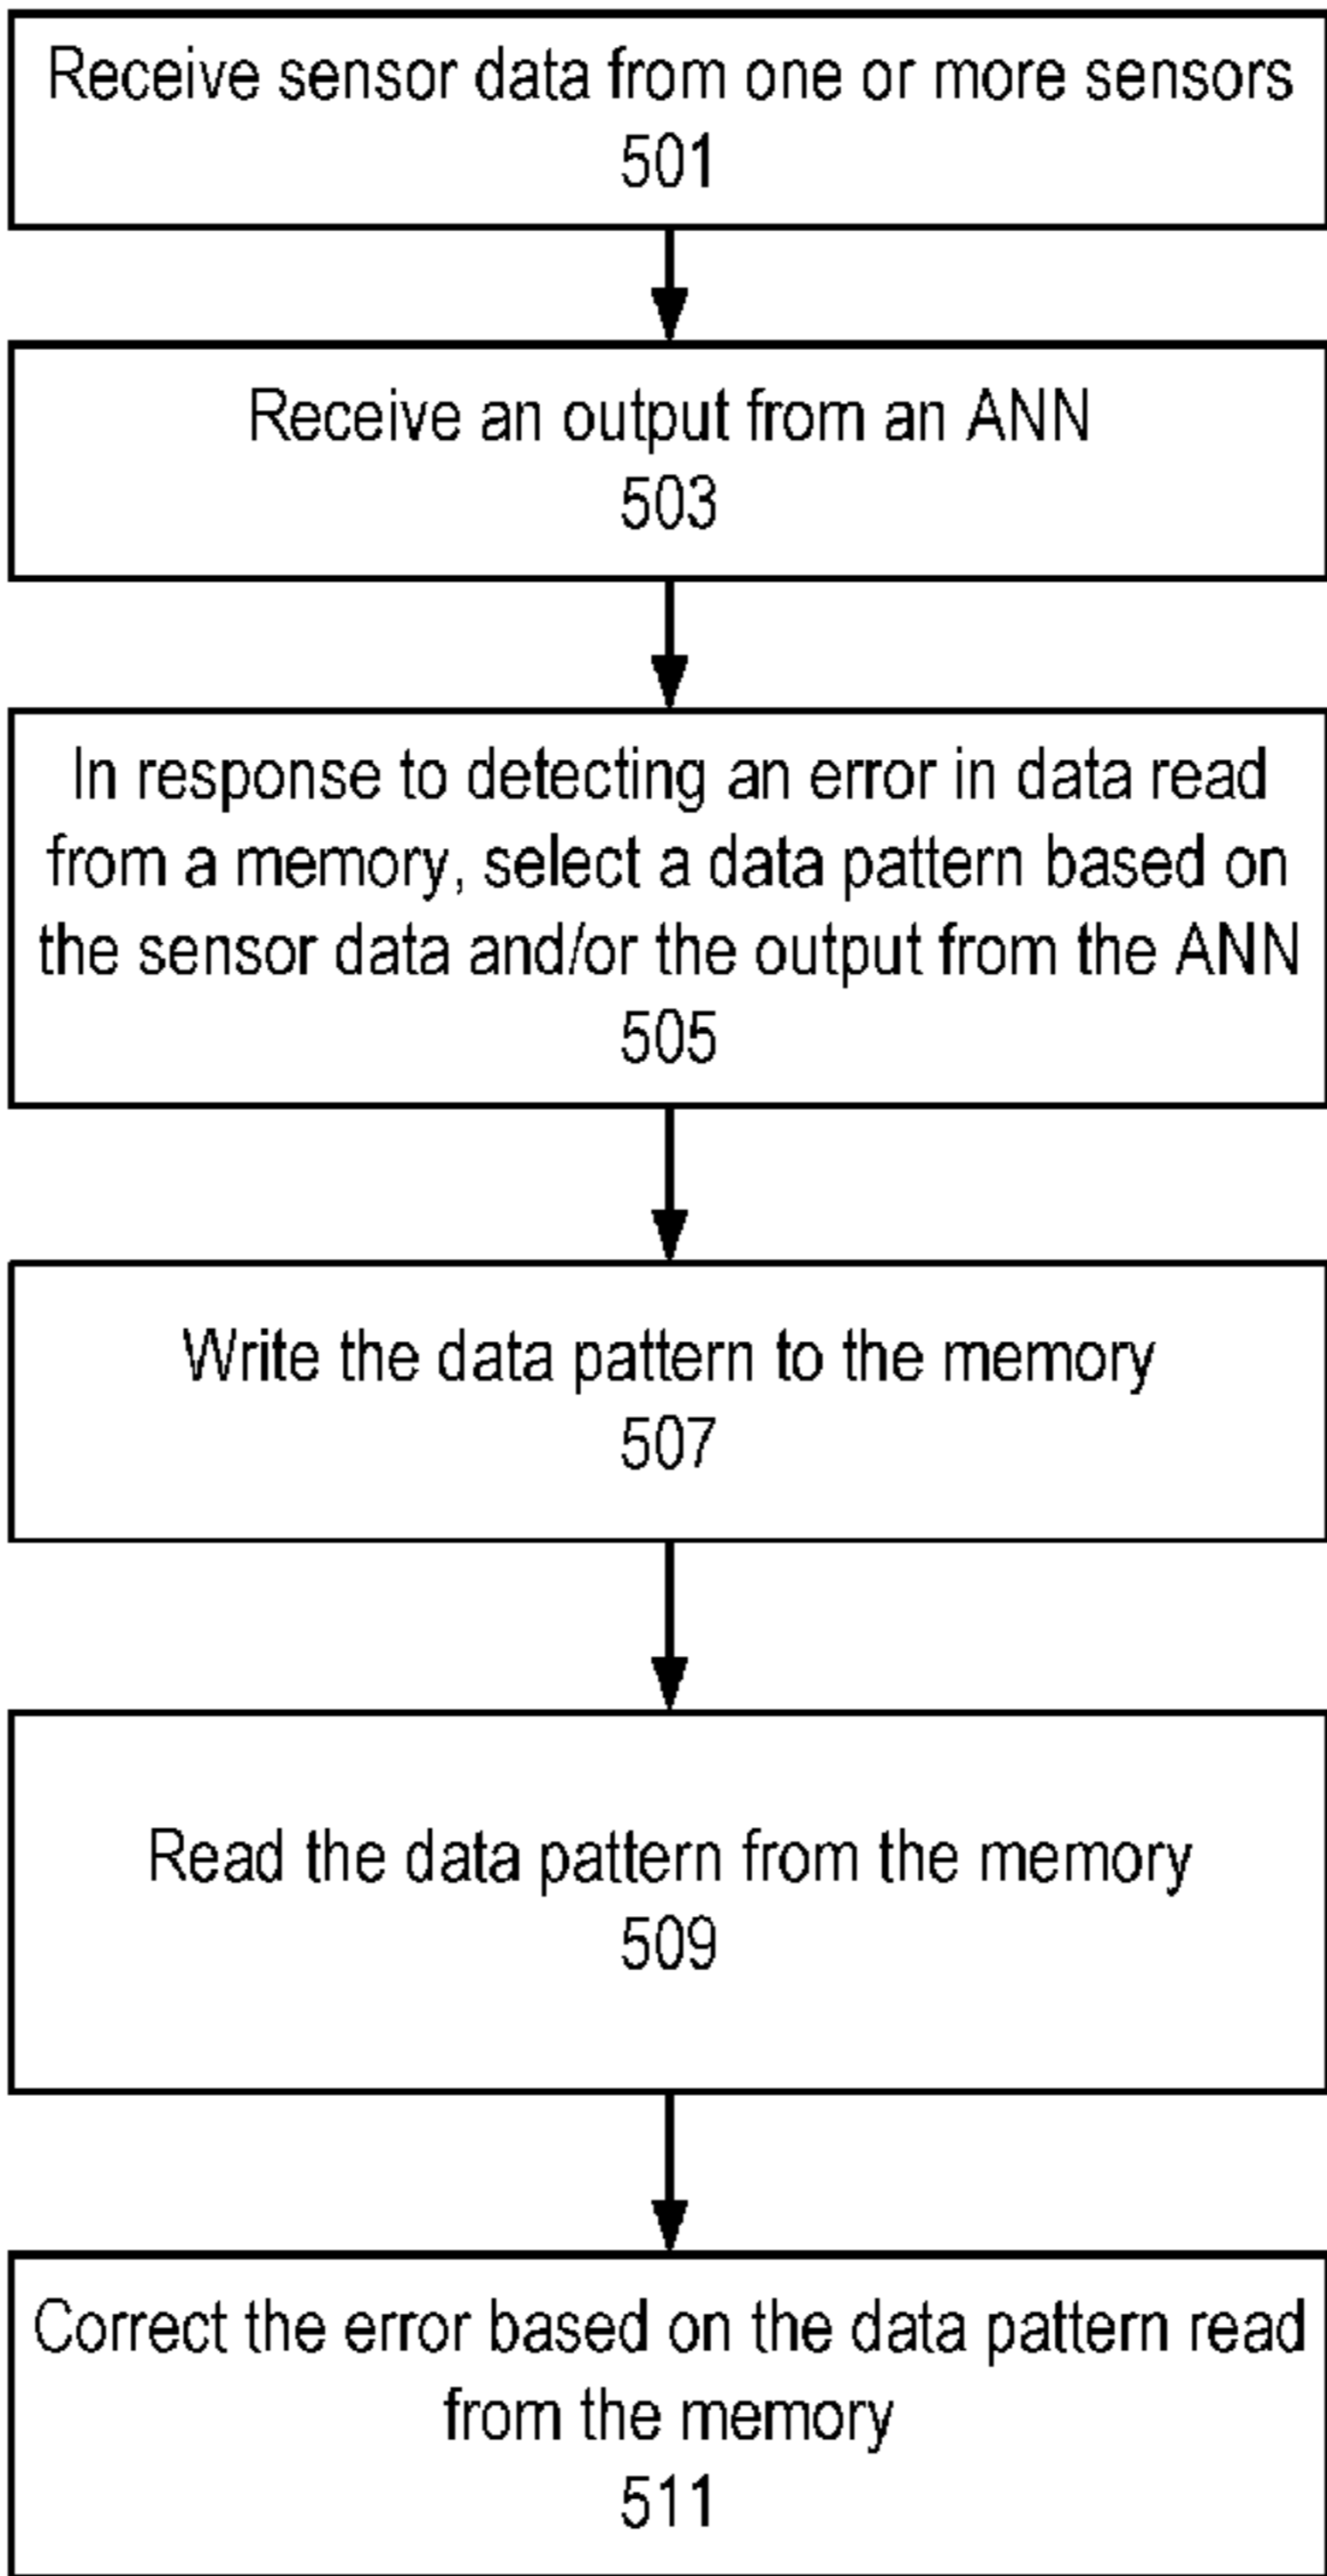 Receive sensor data from one or more sensors
501
Receive an output from an ANN
503
In response to detecting an error in data read
from a memory, select a data pattern based on
the sensor data and/or the output from the ANN
505
Write the data pattern to the memory
507
Read the data pattern from the memory
509
Correct the error based on the data pattern read
from the memory
511